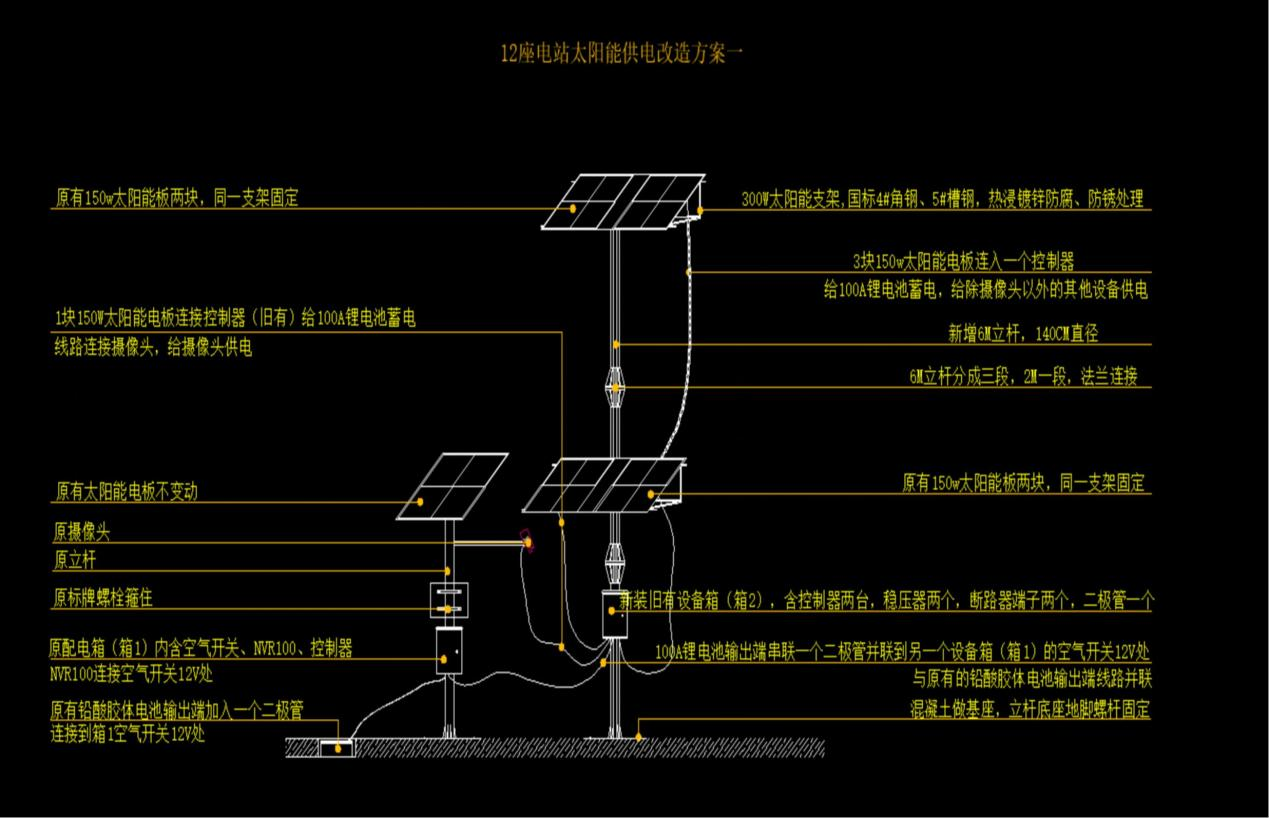 12座电站太阳能供电改造方案一
原有150w太阳能板两块，同一支架固定
300W太阳能支架,国标4#角钢、5#槽钢，热浸镀锌防腐、防锈处理
3块150w太阳能电板连入一个控制器
给100A锂电池蓄电，给除摄像头以外的其他设备供电
1块150W太阳能电板连接控制器（旧有）给100A锂电池蓄电
线路连接摄像头，给摄像头供电
新增6M立杆，140CM直径
6M立杆分成三段，2M一段，法兰连接
原有太阳能电板不变动
原有150w太阳能板两块，同一支架固定
原摄像头
原立杆
原标牌螺栓箍住
新装旧有设备箱（箱2），含控制器两台，稳压器两个，断路器端子两个，二极管一个
原配电箱（箱1）内含空气开关、NVR100、控制器
NVR100连接空气开关12V处
100A锂电池输出端串联一个二极管并联到另一个设备箱（箱1）的空气开关12V处
与原有的铅酸胶体电池输出端线路并联
原有铅酸胶体电池输出端加入一个二极管
连接到箱1空气开关12V处
混凝土做基座，立杆底座地脚螺杆固定